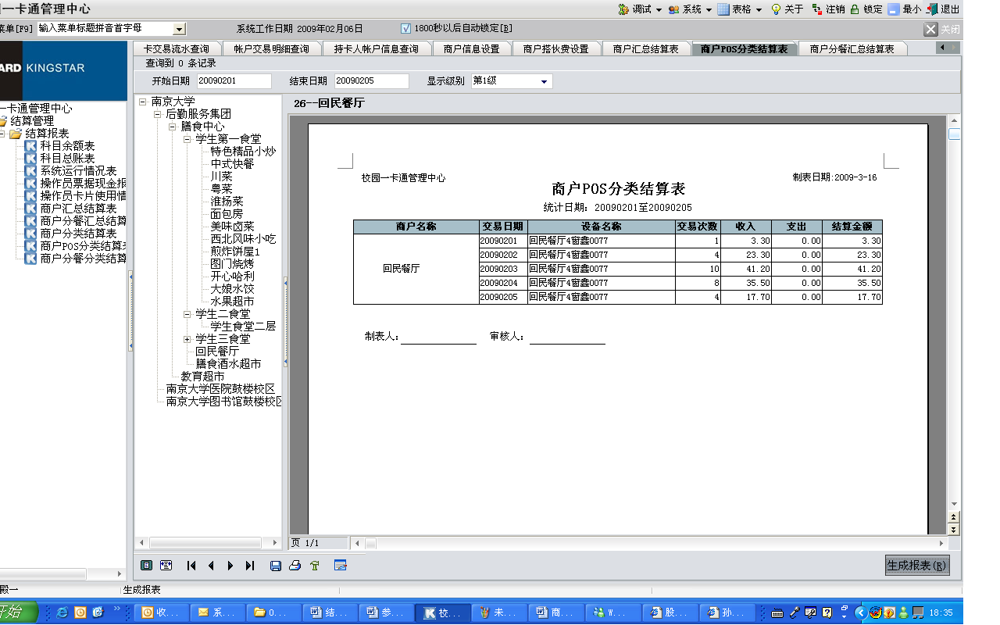 一卡通管理中心
调试 系统 表格 关于 注销 锁定 最小 退出
菜单[F9] 输入菜单标题拼音首字母 系统工作日期 2009年02月06日 1800秒以后自动锁定[B] 关闭
卡交易流水查询 帐户交易明细查询 持卡人帐户信息查询 商户信息设置 商户搭伙费设置 商户汇总结算表 商户POS分类结算表 商户分餐汇总结算表
查询到 0 条记录
开始日期 20090201 结束日期 20090205 显示级别 第1级
ARD KINGSTAR
一卡通管理中心
结算管理
结算报表
科目余额表
科目总账表
系统运行情况表
操作员票据现金报
操作员卡片使用情
商户汇总结算表
商户分餐汇总结算
商户分类结算表
商户POS分类结算表
商户分餐分类结算
南京大学
后勤服务集团
膳食中心
学生第一食堂
特色精品小炒
中式快餐
川菜
粤菜
淮扬菜
面包房
美味卤菜
西北风味小吃
煎炸饼屋1
图门烧烤
开心哈利
大娘水饺
水果超市
学生二食堂
学生食堂二层
学生三食堂
回民餐厅
膳食酒水超市
教育超市
南京大学医院鼓楼校区
南京大学图书馆鼓楼校区
26--回民餐厅
校园一卡通管理中心 制表日期:2009-3-16
商户POS分类结算表
统计日期: 20090201至20090205
商户名称 交易日期 设备名称 交易次数 收入 支出 结算金额
回民餐厅
20090201 回民餐厅4窗鑫0077 1 3.30 0.00 3.30
20090202 回民餐厅4窗鑫0077 4 23.30 0.00 23.30
20090203 回民餐厅4窗鑫0077 10 41.20 0.00 41.20
20090204 回民餐厅4窗鑫0077 8 35.50 0.00 35.50
20090205 回民餐厅4窗鑫0077 4 17.70 0.00 17.70
制表人: 审核人:
页 1/1
生成报表(R)
殿一 生成报表
开始 收... 系... 0... 结... 参... 校... 未... 商... W... 股... 孙... 18:35